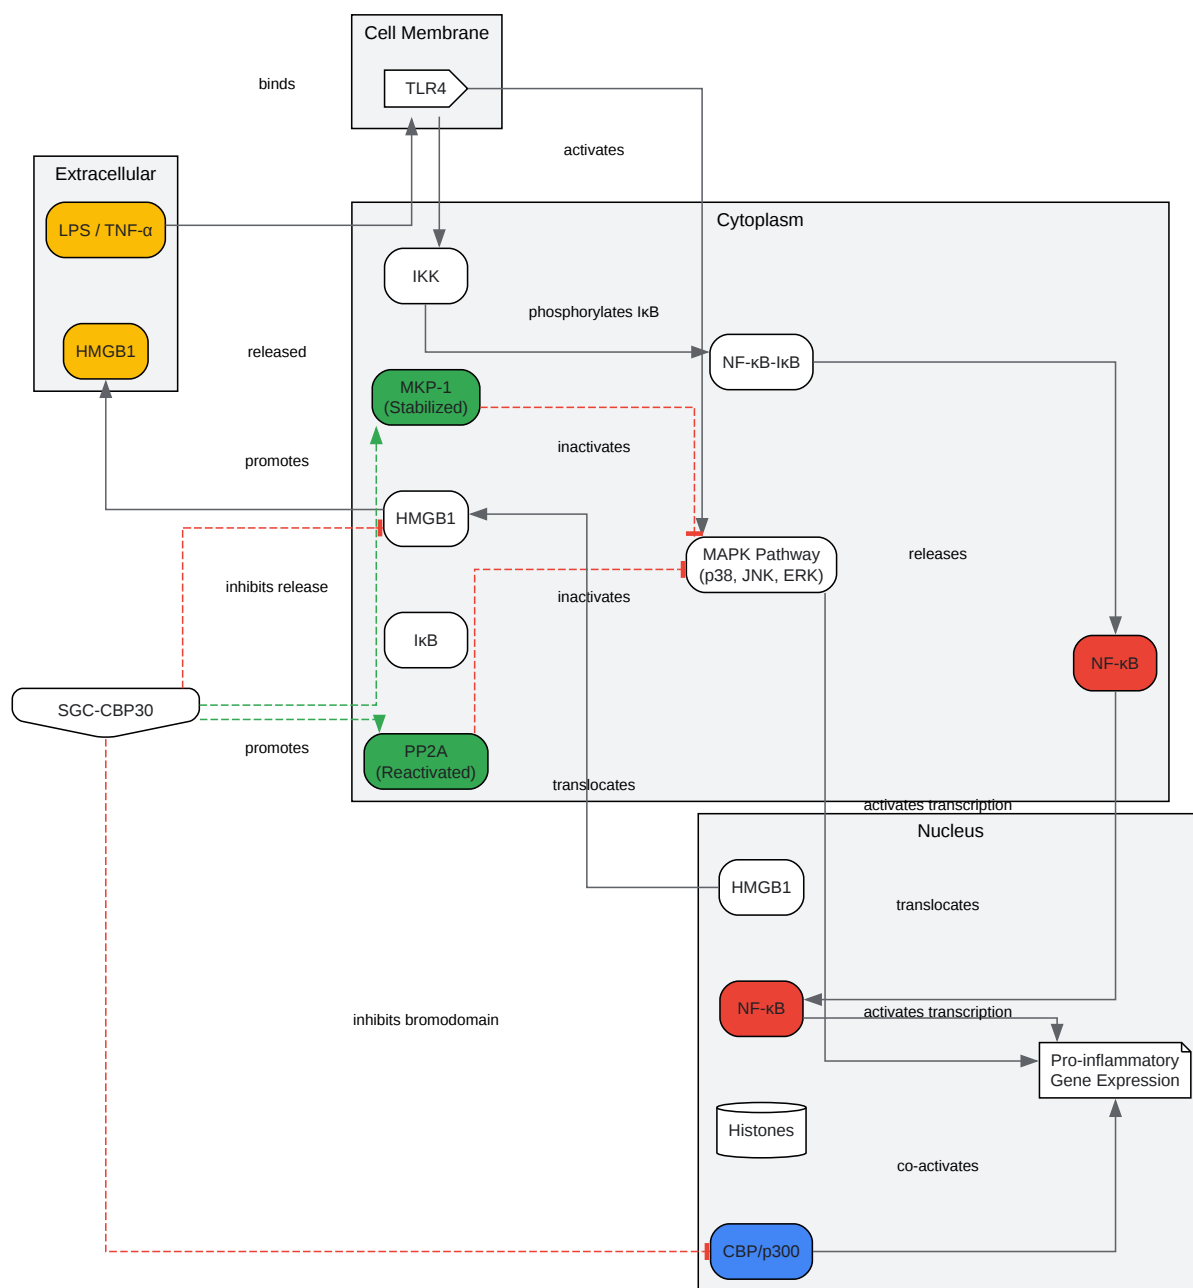 Cell Membrane
TLR4
binds
activates
Extracellular
LPS / TNF-α
Cytoplasm
IKK
phosphorylates IκB
HMGB1
released
NF-κB-IκB
MKP-1
(Stabilized)
inactivates
promotes
HMGB1
MAPK Pathway
(p38, JNK, ERK)
releases
inhibits release
inactivates
IκB
NF-κB
SGC-CBP30
promotes
PP2A
(Reactivated)
translocates
activates transcription
Nucleus
HMGB1
translocates
NF-κB
activates transcription
inhibits bromodomain
Pro-inflammatory
Gene Expression
Histones
co-activates
CBP/p300